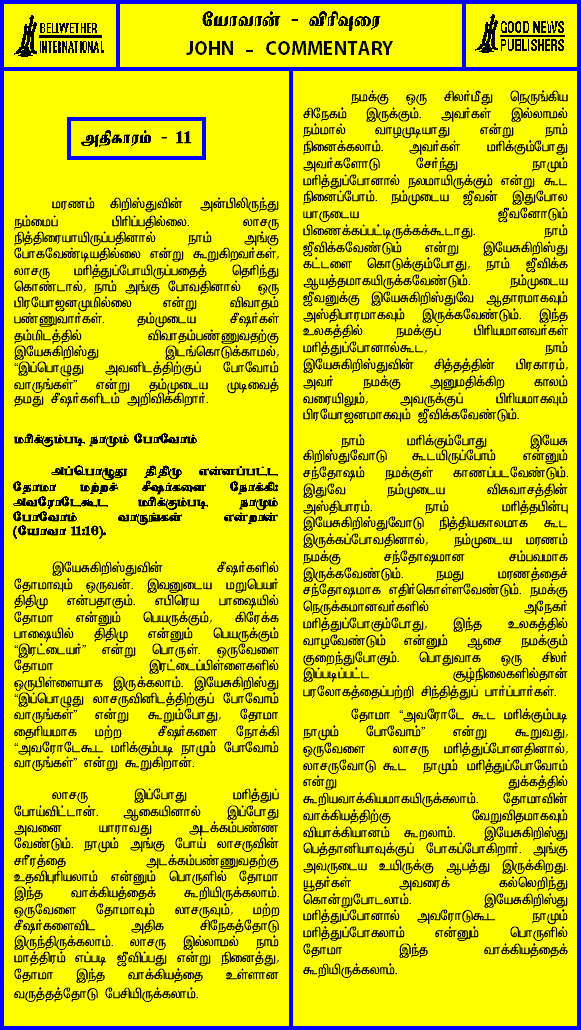 BELWETHER
INTERNATIONAL
யோவான் - விரிவுரை
JOHN - COMMENTARY
GOOD NEWS
PUBLISHERS
அதிகாரம் - 11
மரணம் கிறிஸ்துவின் அன்பிலிருந்து
நம்மைப் பிரிப்பதில்லை. லாசரு
நித்திரையாயிருப்பதினால் நாம் அங்கு
போகவேண்டியதில்லை என்று கூறுகிறவர்கள்,
லாசரு மரித்துப்போயிருப்பதைத் தெரிந்து
கொண்டால், நாம் அங்கு போவதினால் ஒரு
பிரயோஜனமுமில்லை என்று விவாதம்
பண்ணுவார்கள். தம்முடைய சீஷர்கள்
தம்மிடத்தில் விவாதம்பண்ணுவதற்கு
இயேசுகிறிஸ்து இடங்கொடுக்காமல்,
“இப்பொழுது அவனிடத்திற்குப் போவோம்
வாருங்கள்” என்று தம்முடைய முடிவைத்
தமது சீஷர்களிடம் அறிவிக்கிறார்.
மரிக்கும்படி நாமும் போவோம்
அப்பொழுது திதிமு என்னப்பட்ட
தோமா மற்றச் சீஷர்களை நோக்கி:
அவரோடேகூட மரிக்கும்படி நாமும்
போவோம் வாருங்கள் என்றான்
(யோவா 11:16).
இயேசுகிறிஸ்துவின் சீஷர்களில்
தோமாவும் ஒருவன். இவனுடைய மறுபெயர்
திதிமு என்பதாகும். எபிரெய பாஷையில்
தோமா என்னும் பெயருக்கும், கிரேக்க
பாஷையில் திதிமு என்னும் பெயருக்கும்
“இரட்டையர்” என்று பொருள். ஒருவேளை
தோமா இரட்டைப்பிள்ளைகளில்
ஒருபிள்ளையாக இருக்கலாம். இயேசுகிறிஸ்து
“இப்பொழுது லாசருவினிடத்திற்குப் போவோம்
வாருங்கள்” என்று கூறும்போது, தோமா
தைரியமாக மற்ற சீஷர்களை நோக்கி
“அவரோடேகூட மரிக்கும்படி நாமும் போவோம்
வாருங்கள்” என்று கூறுகிறான்.
லாசரு இப்போது மரித்துப்
போய்விட்டான். ஆகையினால் இப்போது
அவனை யாராவது அடக்கம்பண்ண
வேண்டும். நாமும் அங்கு போய் லாசருவின்
சரீரத்தை அடக்கம்பண்ணுவதற்கு
உதவிபுரியலாம் என்னும் பொருளில் தோமா
இந்த வாக்கியத்தைக் கூறியிருக்கலாம்.
ஒருவேளை தோமாவும் லாசருவும், மற்ற
சீஷர்களைவிட அதிக சிநேகத்தோடு
இருந்திருக்கலாம். லாசரு இல்லாமல் நாம்
மாத்திரம் எப்படி ஜீவிப்பது என்று நினைத்து,
தோமா இந்த வாக்கியத்தை உள்ளான
வருத்தத்தோடு பேசியிருக்கலாம்.
நமக்கு ஒரு சிலர்மீது நெருங்கிய
சிநேகம் இருக்கும். அவர்கள் இல்லாமல்
நம்மால் வாழமுடியாது என்று நாம்
நினைக்கலாம். அவர்கள் மரிக்கும்போது
அவர்களோடு சேர்ந்து நாமும்
மரித்துப்போனால் நலமாயிருக்கும் என்று கூட
நினைப்போம். நம்முடைய ஜீவன் இதுபோல
யாருடைய ஜீவனோடும்
பிணைக்கப்பட்டிருக்கக்கூடாது. நாம்
ஜீவிக்கவேண்டும் என்று இயேசுகிறிஸ்து
கட்டளை கொடுக்கும்போது, நாம் ஜீவிக்க
ஆயத்தமாகயிருக்கவேண்டும். நம்முடைய
ஜீவனுக்கு இயேசுகிறிஸ்துவே ஆதாரமாகவும்
அஸ்திபாரமாகவும் இருக்கவேண்டும். இந்த
உலகத்தில் நமக்குப் பிரியமானவர்கள்
மரித்துப்போனால்கூட, நாம்
இயேசுகிறிஸ்துவின் சித்தத்தின் பிரகாரம்,
அவர் நமக்கு அனுமதிக்கிற காலம்
வரையிலும், அவருக்குப் பிரியமாகவும்
பிரயோஜனமாகவும் ஜீவிக்கவேண்டும்.
நாம் மரிக்கும்போது இயேசு
கிறிஸ்துவோடு கூடயிருப்போம் என்னும்
சந்தோஷம் நமக்குள் காணப்படவேண்டும்.
இதுவே நம்முடைய விசுவாசத்தின்
அஸ்திபாரம். நாம் மரித்தபின்பு
இயேசுகிறிஸ்துவோடு நித்தியகாலமாக கூட
இருக்கப்போவதினால், நம்முடைய மரணம்
நமக்கு சந்தோஷமான சம்பவமாக
இருக்கவேண்டும். நமது மரணத்தைச்
சந்தோஷமாக எதிர்கொள்ளவேண்டும். நமக்கு
நெருக்கமானவர்களில் அநேகர்
மரித்துப்போகும்போது, இந்த உலகத்தில்
வாழவேண்டும் என்னும் ஆசை நமக்கும்
குறைந்துபோகும். பொதுவாக ஒரு சிலர்
இப்படிப்பட்ட சூழ்நிலைகளில்தான்
பரலோகத்தைப்பற்றி சிந்தித்துப் பார்ப்பார்கள்.
தோமா “அவரோடே கூட மரிக்கும்படி
நாமும் போவோம்” என்று கூறுவது,
ஒருவேளை லாசரு மரித்துப்போனதினால்,
லாசருவோடு கூட நாமும் மரித்துப்போவோம்
என்று துக்கத்தில்
கூறியவாக்கியமாகயிருக்கலாம். தோமாவின்
வாக்கியத்திற்கு வேறுவிதமாகவும்
வியாக்கியானம் கூறலாம். இயேசுகிறிஸ்து
பெத்தானியாவுக்குப் போகப்போகிறார். அங்கு
அவருடைய உயிருக்கு ஆபத்து இருக்கிறது.
யூதர்கள் அவரைக் கல்லெறிந்து
கொன்றுபோடலாம். இயேசுகிறிஸ்து
மரித்துப்போனால் அவரோடுகூட நாமும்
மரித்துப்போகலாம் என்னும் பொருளில்
தோமா இந்த வாக்கியத்தைக்
கூறியிருக்கலாம்.